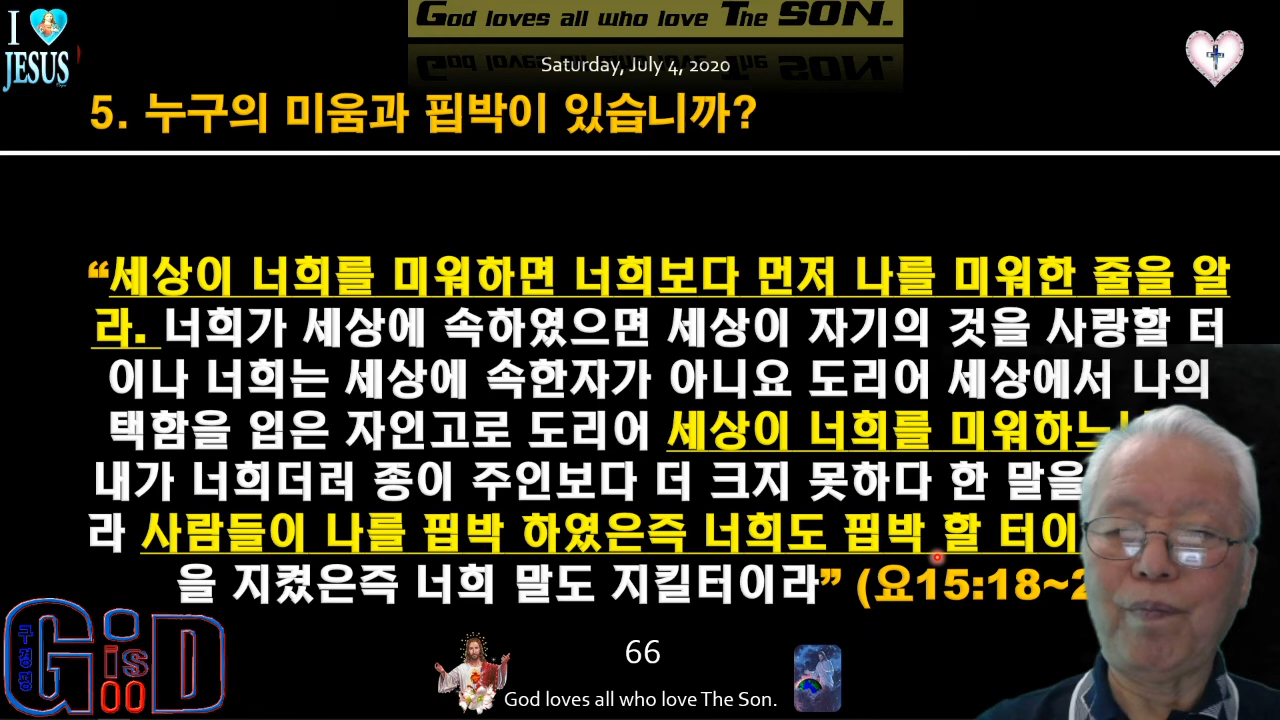 God loves all who love The SON.
I
JESUS
Saturday, July 4, 2020
5. 누구의 미움과 핍박이 있습니까?
“세상이 너희를 미워하면 너희보다 먼저 나를 미워한 줄을 알
라. 너희가 세상에 속하였으면 세상이 자기의 것을 사랑할 터
이나 너희는 세상에 속한자가 아니요 도리어 세상에서 나의
택함을 입은 자인고로 도리어 세상이 너희를 미워하느
내가 너희더러 종이 주인보다 더 크지 못하다 한 말을
라 사람들이 나를 핍박 하였은즉 너희도 핍박 할 터이
을 지켰은즉 너희 말도 지킬터이라” (요15:18~2
GisD
구경평
66
God loves all who love The Son.